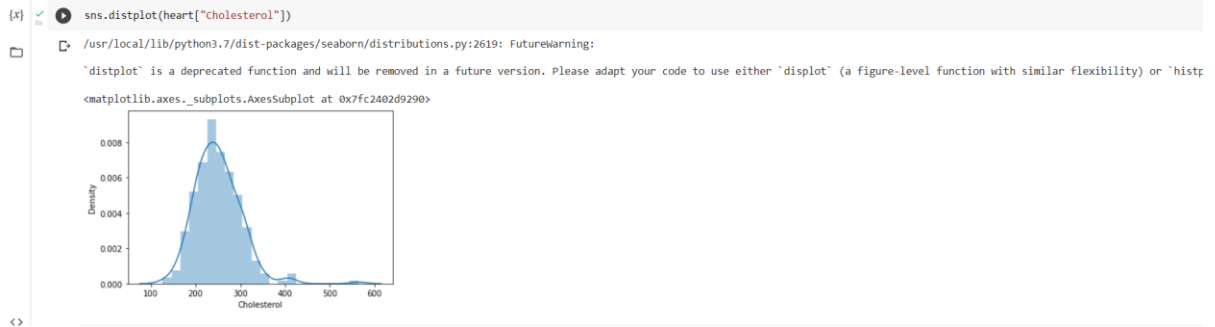 {x}
0s
sns.distplot(heart["Cholesterol"])
/usr/local/lib/python3.7/dist-packages/seaborn/distributions.py:2619: FutureWarning:
`distplot` is a deprecated function and will be removed in a future version. Please adapt your code to use either `displot` (a figure-level function with similar flexibility) or `histp
<matplotlib.axes._subplots.AxesSubplot at 0x7fc2402d9290>
0.008
0.006
0.004
0.002
0.000
Density
100 200 300 400 500 600
Cholesterol
<>